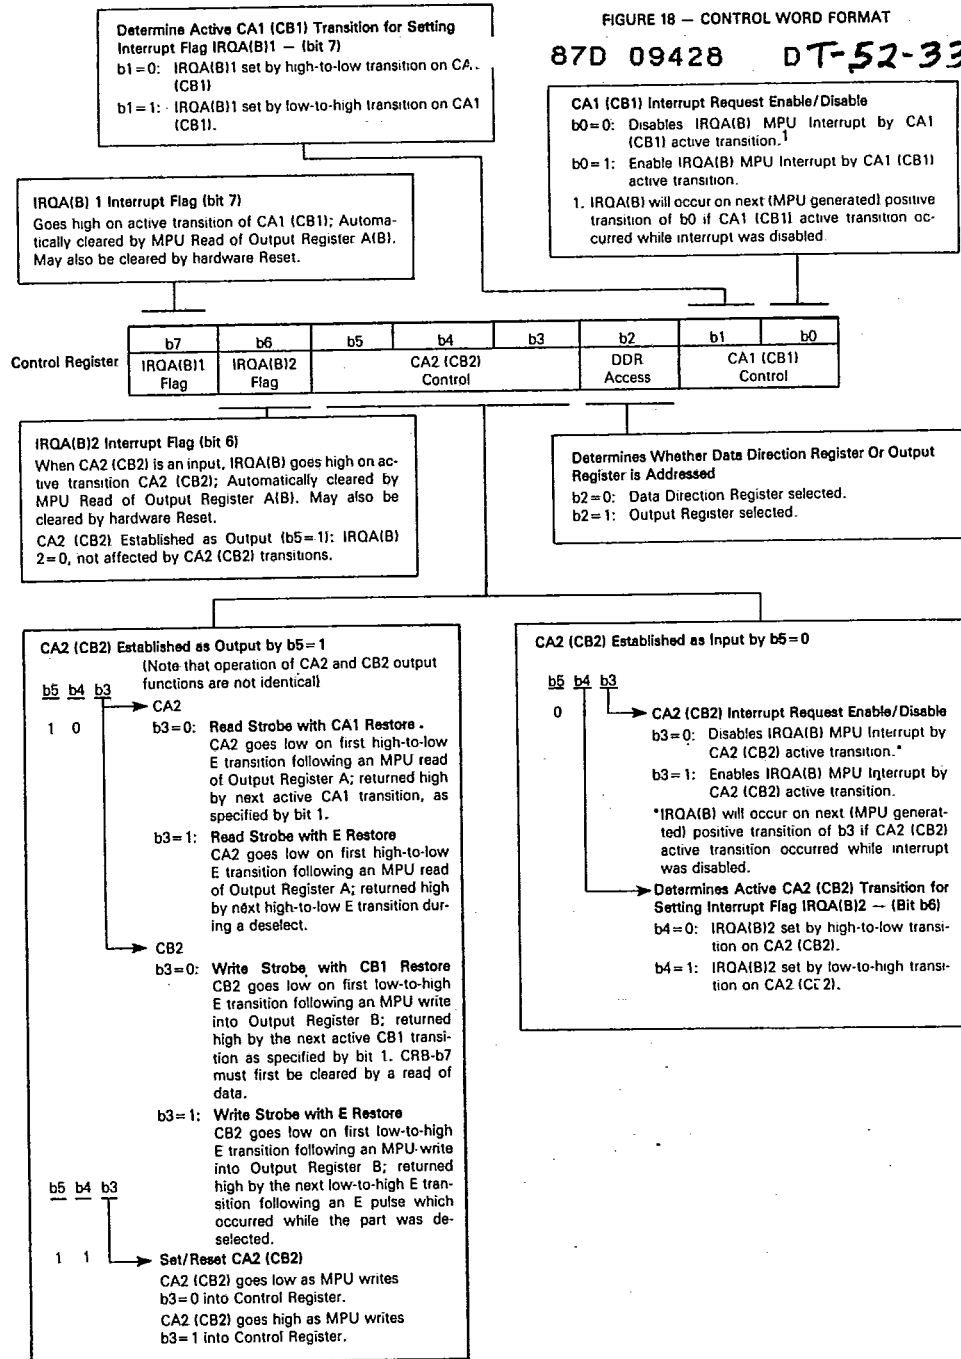 FIGURE 18 — CONTROL WORD FORMAT
87D 09428 DT-52-33
Determine Active CA1 (CB1) Transition for Setting
Interrupt Flag IRQA(B)1 — (bit 7)
b1=0: IRQA(B)1 set by high-to-low transition on CA1
(CB1)
b1=1: IRQA(B)1 set by low-to-high transition on CA1
(CB1).
CA1 (CB1) Interrupt Request Enable/Disable
b0=0: Disables IRQA(B) MPU Interrupt by CA1
(CB1) active transition.1
b0=1: Enable IRQA(B) MPU Interrupt by CA1 (CB1)
active transition.
1. IRQA(B) will occur on next (MPU generated) positive
transition of b0 if CA1 (CB1) active transition oc-
curred while interrupt was disabled
IRQA(B) 1 Interrupt Flag (bit 7)
Goes high on active transition of CA1 (CB1); Automa-
tically cleared by MPU Read of Output Register A(B).
May also be cleared by hardware Reset.
b7 b6 b5 b4 b3 b2 b1 b0
Control Register
IRQA(B)1 IRQA(B)2 CA2 (CB2) DDR CA1 (CB1)
Flag Flag Control Access Control
IRQA(B)2 Interrupt Flag (bit 6)
When CA2 (CB2) is an input, IRQA(B) goes high on ac-
tive transition CA2 (CB2); Automatically cleared by
MPU Read of Output Register A(B). May also be
cleared by hardware Reset.
CA2 (CB2) Established as Output (b5=1): IRQA(B)
2=0, not affected by CA2 (CB2) transitions.
Determines Whether Data Direction Register Or Output
Register is Addressed
b2=0: Data Direction Register selected.
b2=1: Output Register selected.
CA2 (CB2) Established as Output by b5=1
(Note that operation of CA2 and CB2 output
functions are not identical)
b5 b4 b3
CA2
1 0
b3=0: Read Strobe with CA1 Restore.
CA2 goes low on first high-to-low
E transition following an MPU read
of Output Register A; returned high
by next active CA1 transition, as
specified by bit 1.
b3=1: Read Strobe with E Restore
CA2 goes low on first high-to-low
E transition following an MPU read
of Output Register A; returned high
by next high-to-low E transition dur-
ing a deselect.
CB2
b3=0: Write Strobe with CB1 Restore
CB2 goes low on first low-to-high
E transition following an MPU write
into Output Register B; returned
high by the next active CB1 transi-
tion as specified by bit 1. CRB-b7
must first be cleared by a read of
data.
b3=1: Write Strobe with E Restore
CB2 goes low on first low-to-high
E transition following an MPU write
into Output Register B; returned
high by the next low-to-high E tran-
sition following an E pulse which
occurred while the part was de-
selected.
b5 b4 b3
1 1 Set/Reset CA2 (CB2)
CA2 (CB2) goes low as MPU writes
b3=0 into Control Register.
CA2 (CB2) goes high as MPU writes
b3=1 into Control Register.
CA2 (CB2) Established as Input by b5=0
b5 b4 b3
0 CA2 (CB2) Interrupt Request Enable/Disable
b3=0: Disables IRQA(B) MPU Interrupt by
CA2 (CB2) active transition.*
b3=1: Enables IRQA(B) MPU Interrupt by
CA2 (CB2) active transition.
*IRQA(B) will occur on next (MPU generat-
ted) positive transition of b3 if CA2 (CB2)
active transition occurred while interrupt
was disabled.
Determines Active CA2 (CB2) Transition for
Setting Interrupt Flag IRQA(B)2 — (Bit b6)
b4=0: IRQA(B)2 set by high-to-low transi-
tion on CA2 (CB2).
b4=1: IRQA(B)2 set by low-to-high transi-
tion on CA2 (CB2).